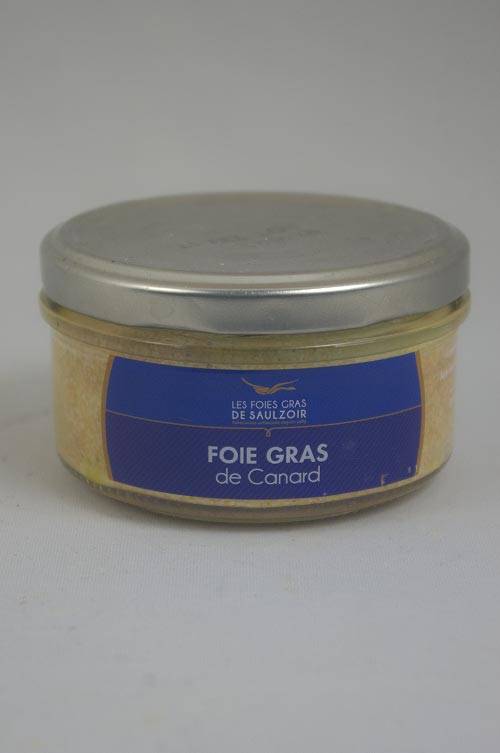 LES FOIES GRAS
DE SAULZOIR
FOIE GRAS
de Canard